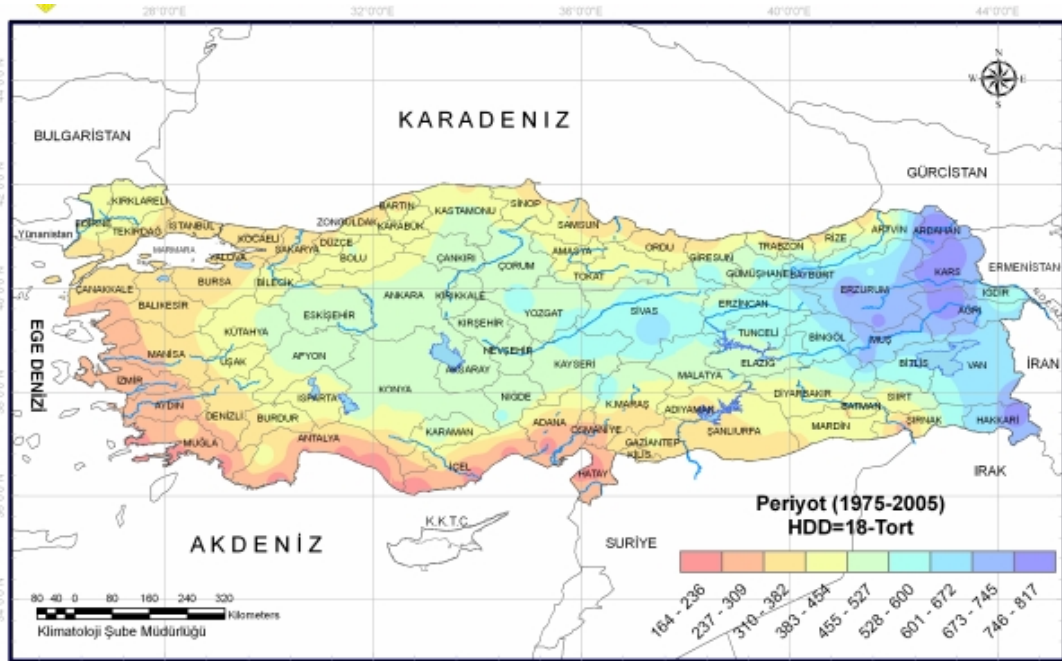 28°0'0"E 32°0'0"E 36°0'0"E 40°0'0"E 44°0'0"E
N
W E
S
KARADENİZ
BULGARİSTAN
GÜRCİSTAN
KIRKLARELİ
EDİRNE
TEKİRDAĞ
İSTANBUL
Yunanistan
MARMARA
KOCAELİ
YALOVA
SAKARYA
DÜZCE
ZONGULDAK
BARTIN
KARABÜK
KASTAMONU
SİNOP
SAMSUN
BOLU
ÇANKIRI
ÇORUM
AMASYA
TOKAT
ORDU
GİRESUN
TRABZON
RİZE
ARTVİN
ARDAHAN
GÜMÜŞHANE
BAYBURT
KARS
ERMENİSTAN
IĞDIR
ÇANAKKALE
BURSA
BİLECİK
BALIKESİR
ESKİŞEHİR
ANKARA
KIRIKKALE
YOZGAT
SİVAS
ERZİNCAN
ERZURUM
AĞRI
KÜTAHYA
KIRŞEHİR
NEVŞEHİR
TUNCELİ
BİNGÖL
MUŞ
MANİSA
UŞAK
AFYON
AKSARAY
KAYSERİ
MALATYA
ELAZIĞ
BİTLİS
VAN
İRAN
EGE DENİZİ
İZMİR
AYDIN
DENİZLİ
ISPARTA
BURDUR
KONYA
NİĞDE
K.MARAŞ
ADIYAMAN
DİYARBAKIR
BATMAN
SİİRT
ŞIRNAK
HAKKARİ
MUĞLA
ANTALYA
KARAMAN
İÇEL
ADANA
OSMANİYE
GAZİANTEP
KİLİS
ŞANLIURFA
MARDİN
HATAY
IRAK
AKDENİZ
K.K.T.C
SURİYE
Periyot (1975-2005)
HDD=18-Tort
164 - 236
237 - 309
310 - 382
383 - 454
455 - 527
528 - 600
601 - 672
673 - 745
746 - 817
80 40 0 80 160 240 320
Kilometers
Klimatoloji Şube Müdürlüğü